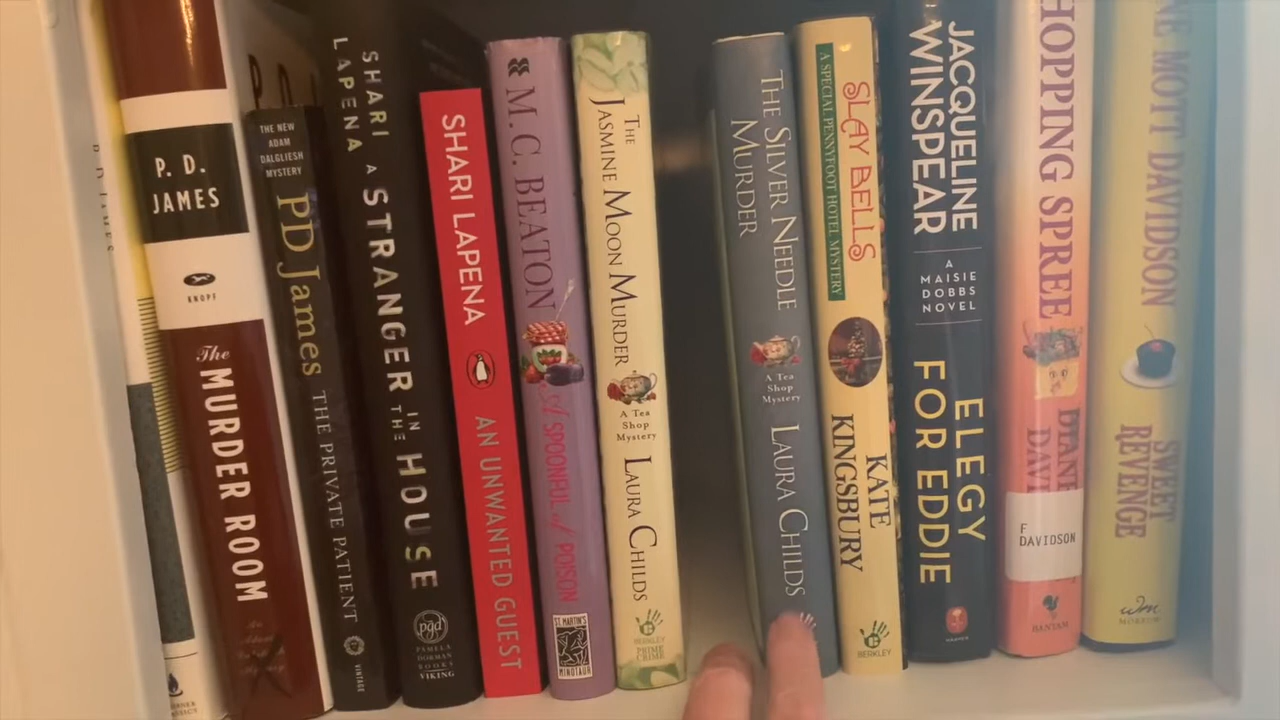 P. D.
JAMES
KNOPF
The
MURDER ROOM
THE NEW
ADAM
DALGLIESH
MYSTERY
PD James
THE PRIVATE PATIENT
VINTAGE
SHARI
LAPENA
A
STRANGER
IN
THE
HOUSE
pgd
PAMELA
DORMAN
BOOKS
VIKING
SHARI LAPENA
AN UNWANTED GUEST
M. C. BEATON
A SPOONFUL of POISON
ST. MARTIN'S
MINOTAUR
THE
JASMINE MOON MURDER
A Tea
Shop
Mystery
LAURA CHILDS
BERKLEY
PRIME
CRIME
THE SILVER NEEDLE
MURDER
A Tea
Shop
Mystery
LAURA CHILDS
SLAY BELLS
A SPECIAL PENNYFOOT HOTEL MYSTERY
KATE
KINGSBURY
BERKLEY
JACQUELINE
WINSPEAR
A
MAISIE
DOBBS
NOVEL
ELEGY
FOR EDDIE
HOPPING SPREE
DIANE
DAVI
F
DAVIDSON
BANTAM
MOTT DAVIDSON
SWEET
REVENGE
wm
MORROW